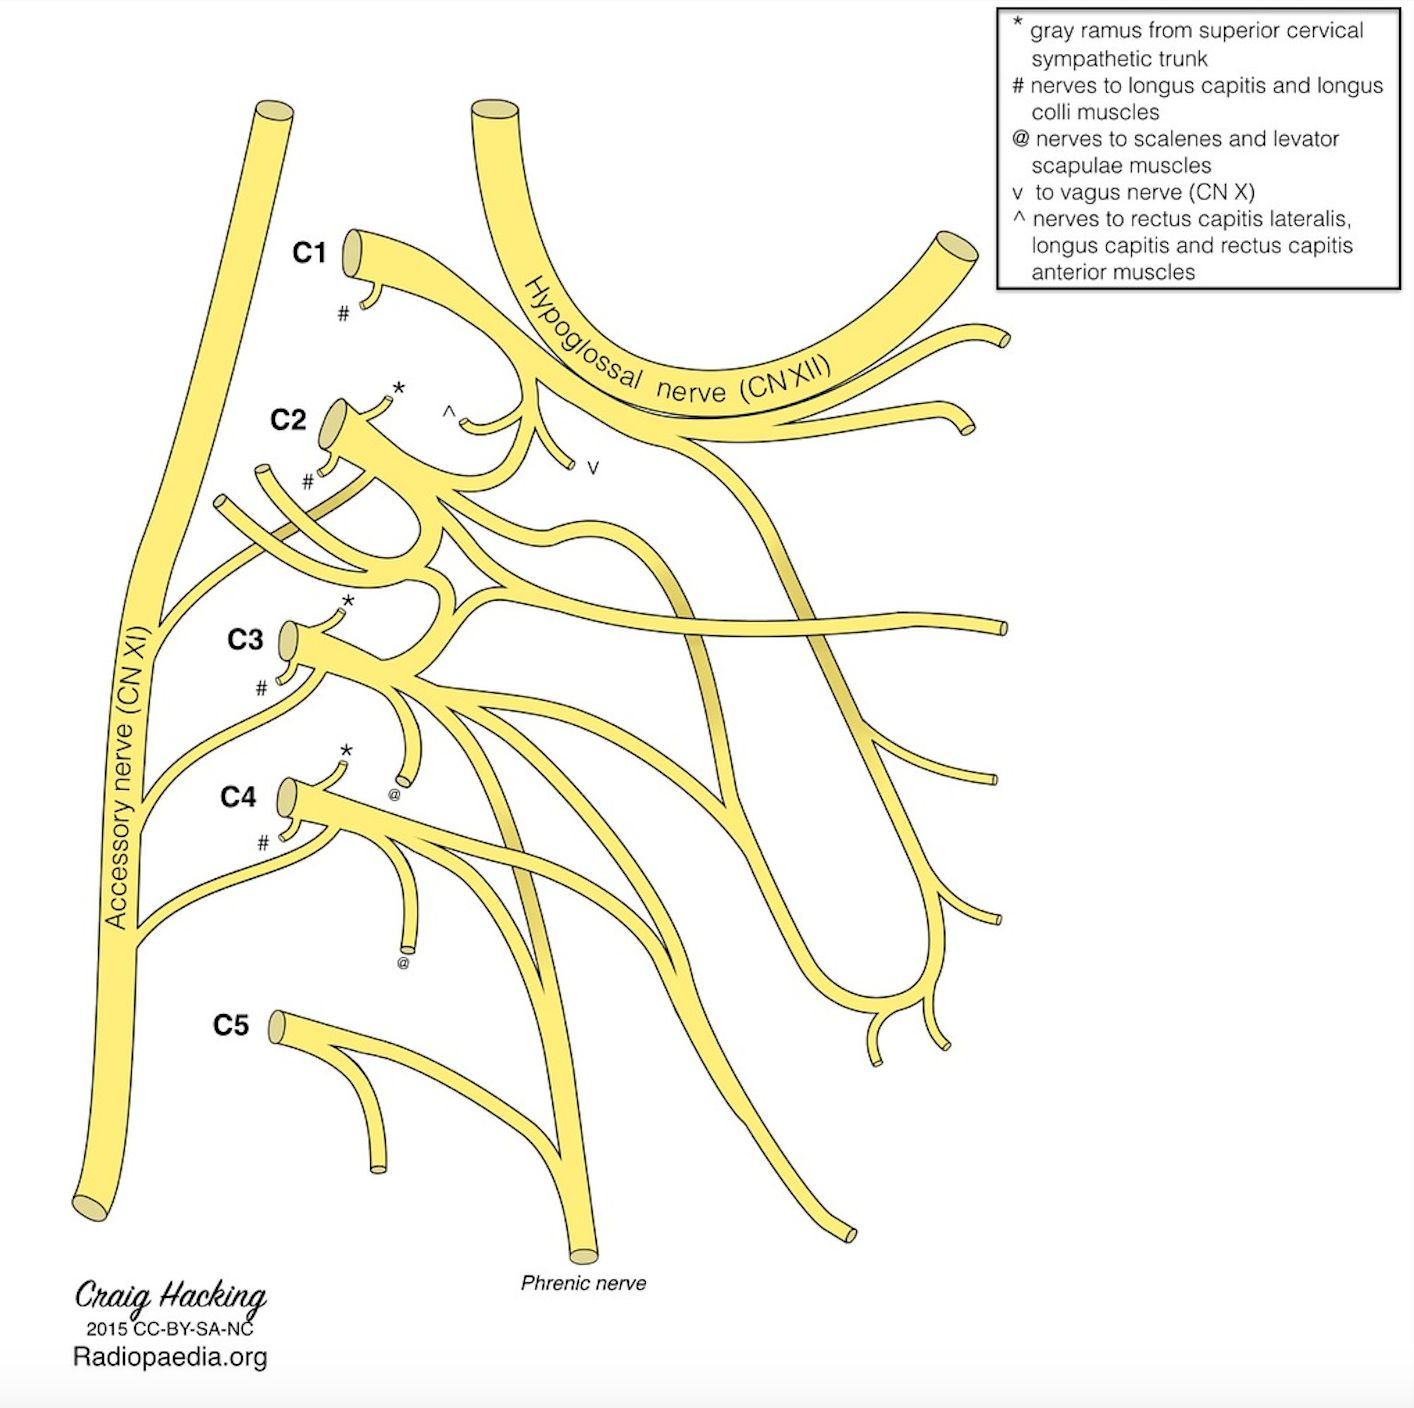 * gray ramus from superior cervical
sympathetic trunk
# nerves to longus capitis and longus
colli muscles
@ nerves to scalenes and levator
scapulae muscles
v to vagus nerve (CN X)
^ nerves to rectus capitis lateralis,
longus capitis and rectus capitis
anterior muscles
C1
#
Hypoglossal nerve (CN XII)
*
C2
^
v
#
*
C3
#
Accessory nerve (CN XI)
*
C4
@
#
@
C5
Phrenic nerve
Craig Hacking
2015 CC-BY-SA-NC
Radiopaedia.org